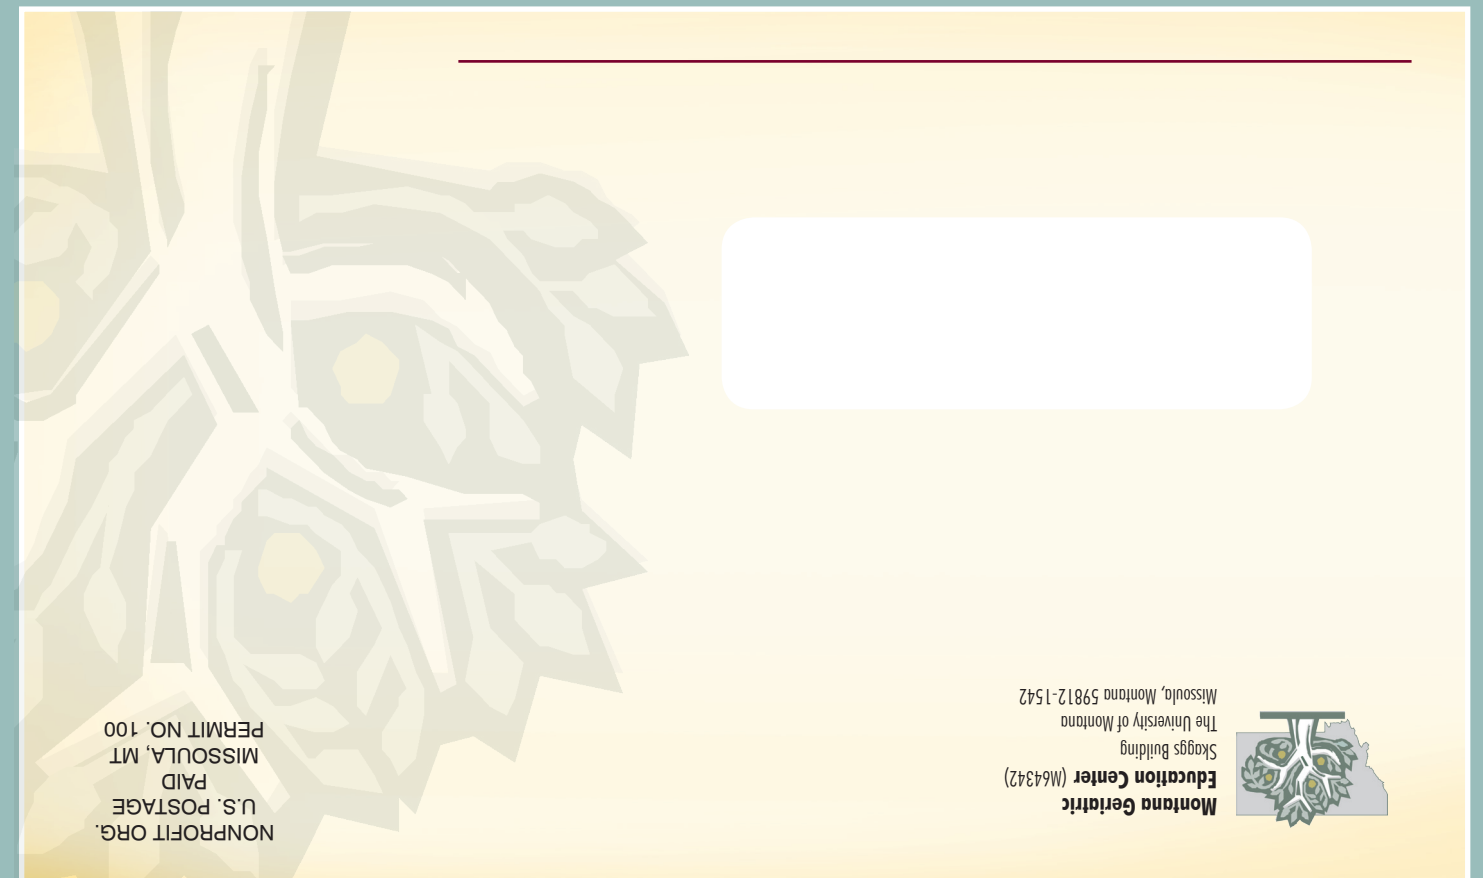 Montana Geriatric
Education Center (M64342)
Skaggs Building
The University of Montana
Missoula, Montana 59812-1542
NONPROFIT ORG.
U.S. POSTAGE
PAID
MISSOULA, MT
PERMIT NO. 100